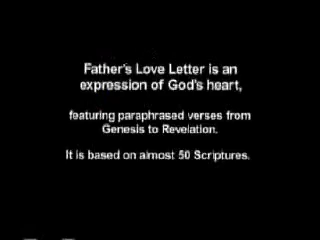 Father's Love Letter is an
expression of God's heart,
featuring paraphrased verses from
Genesis to Revelation.
It is based on almost 50 Scriptures.